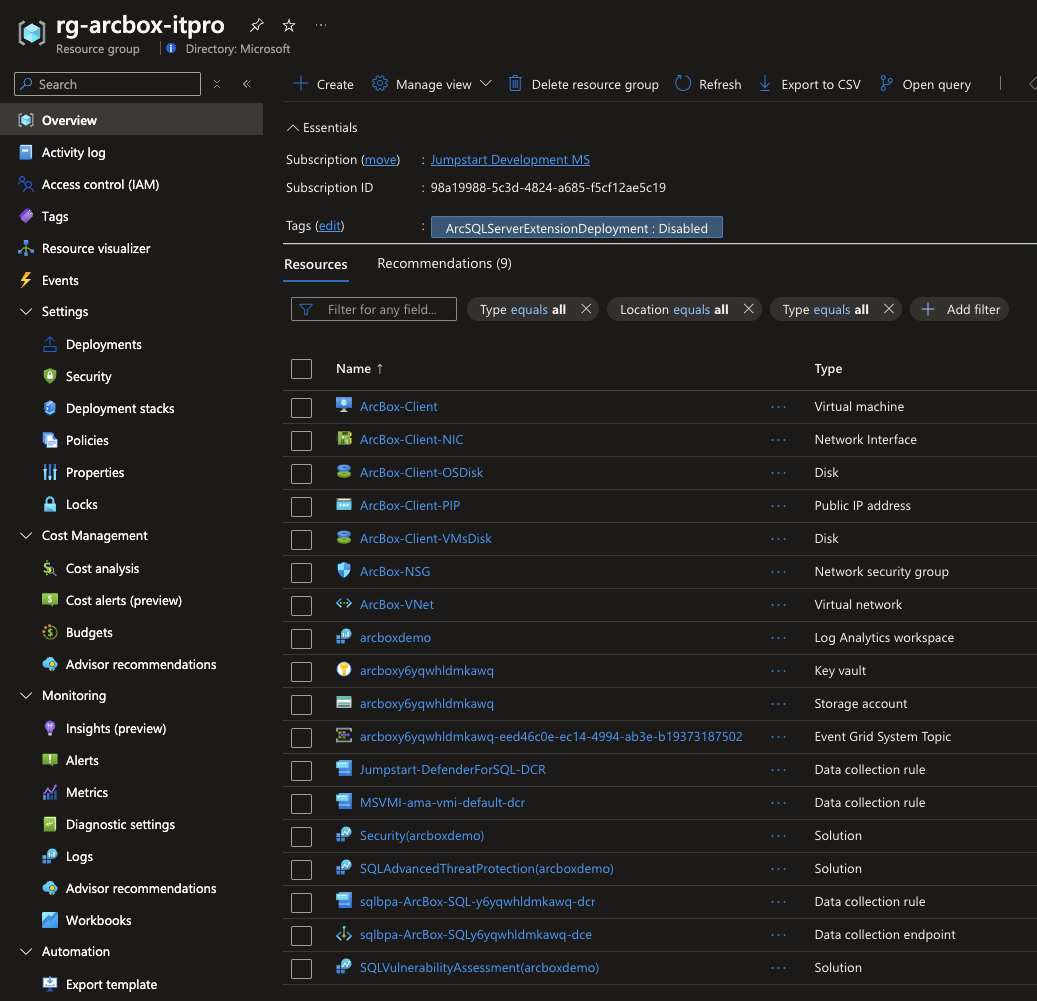 rg-arcbox-itpro
Resource group
Directory: Microsoft
Search
Create
Manage view
Delete resource group
Refresh
Export to CSV
Open query
Overview
Activity log
Access control (IAM)
Tags
Resource visualizer
Events
Settings
Deployments
Security
Deployment stacks
Policies
Properties
Locks
Cost Management
Cost analysis
Cost alerts (preview)
Budgets
Advisor recommendations
Monitoring
Insights (preview)
Alerts
Metrics
Diagnostic settings
Logs
Advisor recommendations
Workbooks
Automation
Export template
Essentials
Subscription (move) : Jumpstart Development MS
Subscription ID : 98a19988-5c3d-4824-a685-f5cf12ae5c19
Tags (edit) : ArcSQLServerExtensionDeployment : Disabled
Resources Recommendations (9)
Filter for any field... Type equals all Location equals all Type equals all Add filter
Name ↑ Type
ArcBox-Client ... Virtual machine
ArcBox-Client-NIC ... Network Interface
ArcBox-Client-OSDisk ... Disk
ArcBox-Client-PIP ... Public IP address
ArcBox-Client-VMsDisk ... Disk
ArcBox-NSG ... Network security group
ArcBox-VNet ... Virtual network
arcboxdemo ... Log Analytics workspace
arcboxy6yqwhldmkawq ... Key vault
arcboxy6yqwhldmkawq ... Storage account
arcboxy6yqwhldmkawq-eed46c0e-ec14-4994-ab3e-b19373187502 ... Event Grid System Topic
Jumpstart-DefenderForSQL-DCR ... Data collection rule
MSVMI-ama-vmi-default-dcr ... Data collection rule
Security(arcboxdemo) ... Solution
SQLAdvancedThreatProtection(arcboxdemo) ... Solution
sqlbpa-ArcBox-SQL-y6yqwhldmkawq-dcr ... Data collection rule
sqlbpa-ArcBox-SQLy6yqwhldmkawq-dce ... Data collection endpoint
SQLVulnerabilityAssessment(arcboxdemo) ... Solution